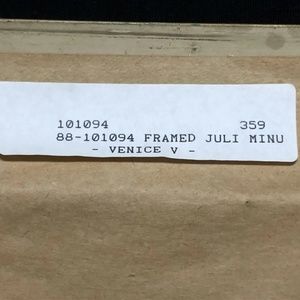 101094 359
88-101094 FRAMED JULI MINU
- VENICE V -